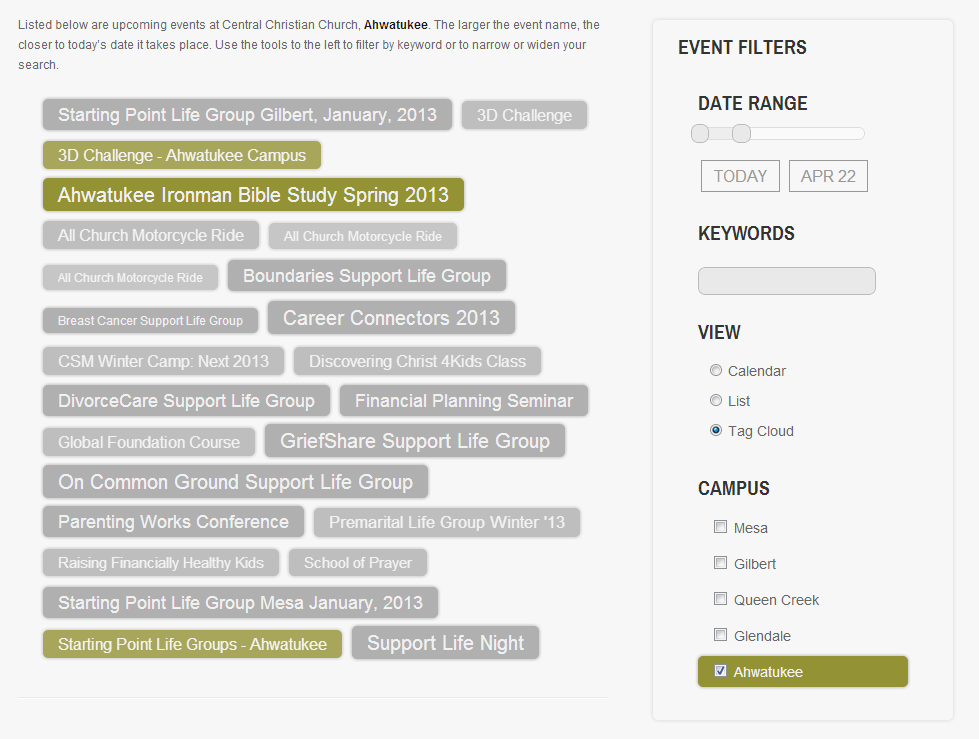 Listed below are upcoming events at Central Christian Church, Ahwatukee. The larger the event name, the
closer to today's date it takes place. Use the tools to the left to filter by keyword or to narrow or widen your
search.
Starting Point Life Group Gilbert, January, 2013
3D Challenge
3D Challenge - Ahwatukee Campus
Ahwatukee Ironman Bible Study Spring 2013
All Church Motorcycle Ride
All Church Motorcycle Ride
All Church Motorcycle Ride
Boundaries Support Life Group
Breast Cancer Support Life Group
Career Connectors 2013
CSM Winter Camp: Next 2013
Discovering Christ 4Kids Class
DivorceCare Support Life Group
Financial Planning Seminar
Global Foundation Course
GriefShare Support Life Group
On Common Ground Support Life Group
Parenting Works Conference
Premarital Life Group Winter '13
Raising Financially Healthy Kids
School of Prayer
Starting Point Life Group Mesa January, 2013
Starting Point Life Groups - Ahwatukee
Support Life Night
EVENT FILTERS
DATE RANGE
TODAY
APR 22
KEYWORDS
VIEW
Calendar
List
Tag Cloud
CAMPUS
Mesa
Gilbert
Queen Creek
Glendale
Ahwatukee